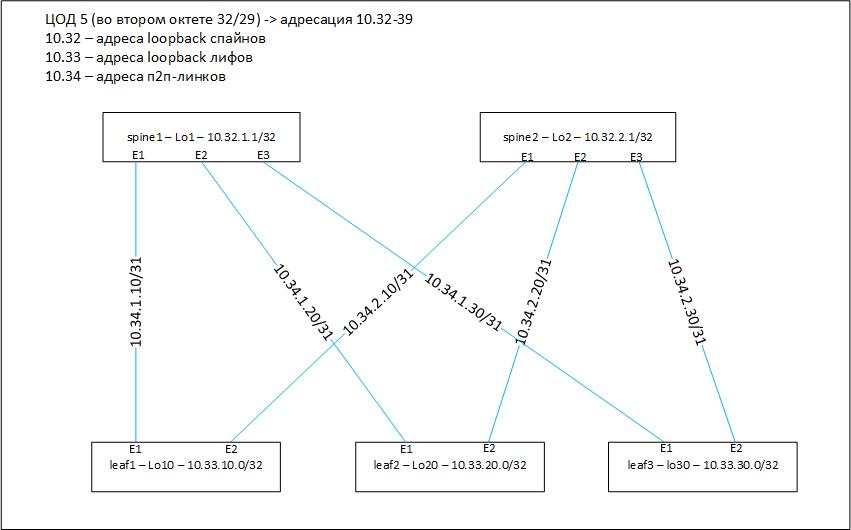 ЦОД 5 (во втором октете 32/29) -> адресация 10.32-39
10.32 – адреса loopback спайнов
10.33 – адреса loopback лифов
10.34 – адреса п2п-линков
spine1 – Lo1 – 10.32.1.1/32
E1 E2 E3
spine2 – Lo2 – 10.32.2.1/32
E1 E2 E3
10.34.1.10/31
10.34.1.20/31
10.34.2.10/31
10.34.1.30/31
10.34.2.20/31
10.34.2.30/31
E1 E2
leaf1 – Lo10 – 10.33.10.0/32
E1 E2
leaf2 – Lo20 – 10.33.20.0/32
E1 E2
leaf3 – lo30 – 10.33.30.0/32